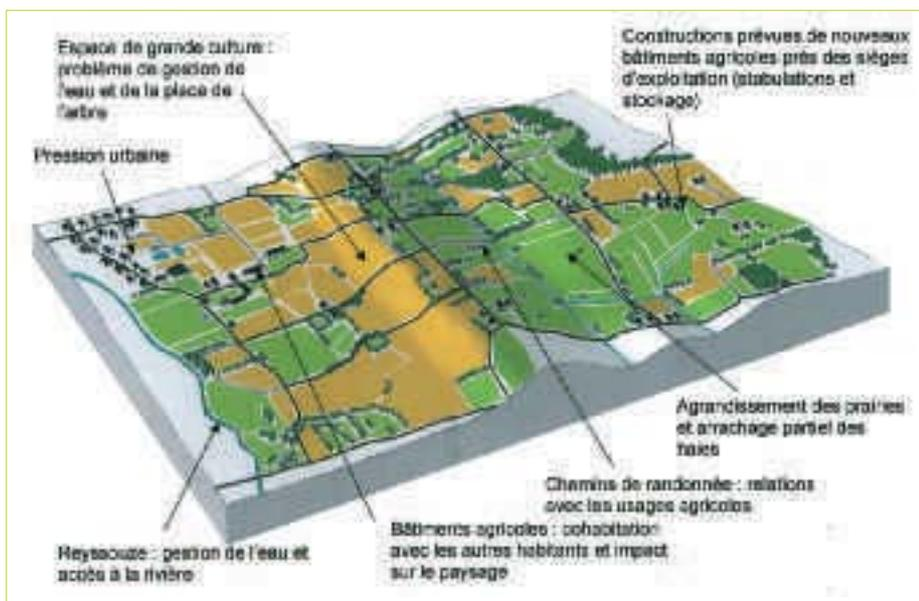 Espace de grande culture :
problème de gestion de
l'eau et de la place de
l'arbre
Constructions prévues de nouveaux
bâtiments agricoles près des sièges
d'exploitation (stabulations et
stockage)
Pression urbaine
Agrandissement des prairies
et arrachage partiel des
haies
Chemins de randonnée : relations
avec les usages agricoles
Bâtiments agricoles : cohabitation
avec les autres habitants et impact
sur le paysage
Reyssouze : gestion de l'eau et
accès à la rivière